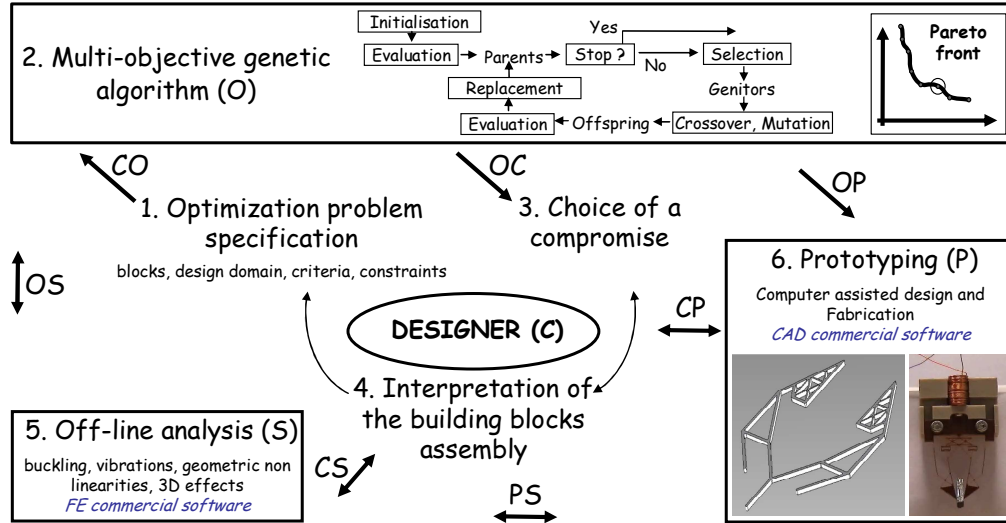 2. Multi-objective genetic
algorithm (O)
Initialisation
Evaluation
Parents
Stop ?
Yes
No
Selection
Genitors
Crossover, Mutation
Offspring
Evaluation
Replacement
Pareto
front
CO
OC
OP
1. Optimization problem
specification
blocks, design domain, criteria, constraints
3. Choice of a
compromise
OS
DESIGNER (C)
CP
6. Prototyping (P)
Computer assisted design and
Fabrication
CAD commercial software
4. Interpretation of
the building blocks
assembly
5. Off-line analysis (S)
buckling, vibrations, geometric non
linearities, 3D effects
FE commercial software
CS
PS